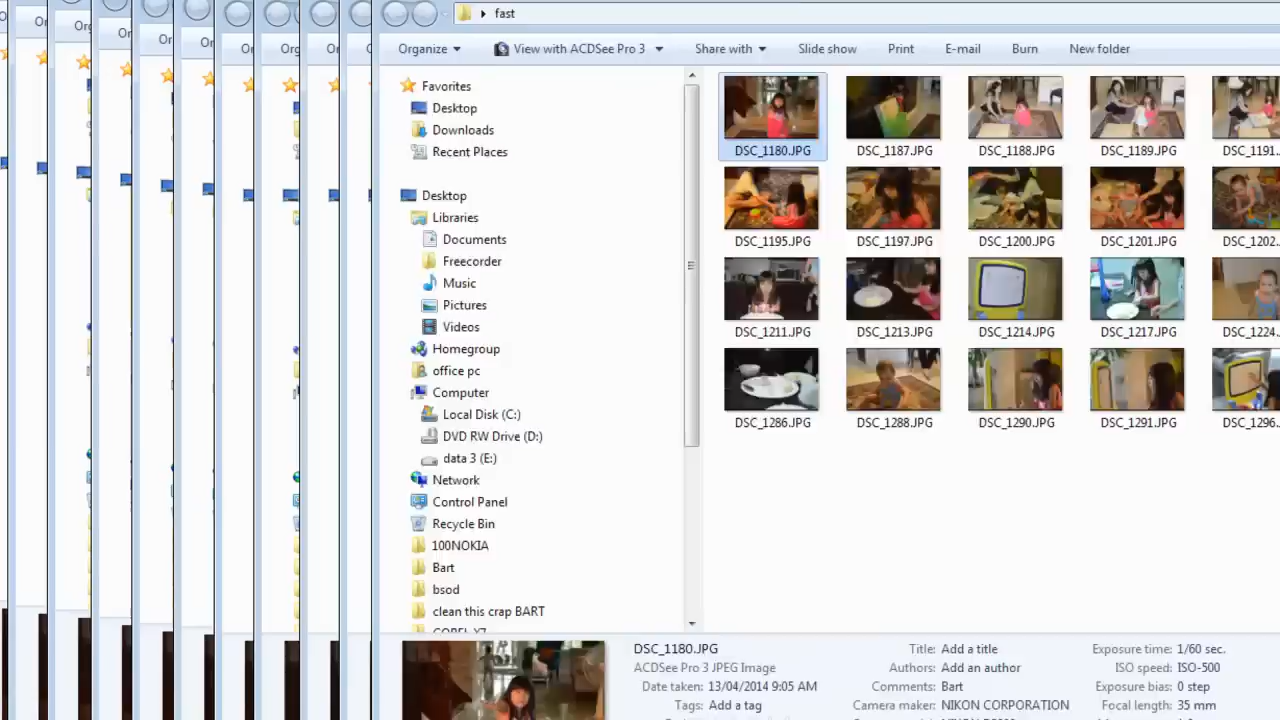 fast
Organize View with ACDSee Pro 3 Share with Slide show Print E-mail Burn New folder
Favorites
Desktop
Downloads
Recent Places
Desktop
Libraries
Documents
Freecorder
Music
Pictures
Videos
Homegroup
office pc
Computer
Local Disk (C:)
DVD RW Drive (D:)
data 3 (E:)
Network
Control Panel
Recycle Bin
100NOKIA
Bart
bsod
clean this crap BART
DSC_1180.JPG DSC_1187.JPG DSC_1188.JPG DSC_1189.JPG DSC_1191.
DSC_1195.JPG DSC_1197.JPG DSC_1200.JPG DSC_1201.JPG DSC_1202.
DSC_1211.JPG DSC_1213.JPG DSC_1214.JPG DSC_1217.JPG DSC_1224.
DSC_1286.JPG DSC_1288.JPG DSC_1290.JPG DSC_1291.JPG DSC_1296.
DSC_1180.JPG Title: Add a title Exposure time: 1/60 sec.
ACDSee Pro 3 JPEG Image Authors: Add an author ISO speed: ISO-500
Date taken: 13/04/2014 9:05 AM Comments: Bart Exposure bias: 0 step
Tags: Add a tag Camera maker: NIKON CORPORATION Focal length: 35 mm